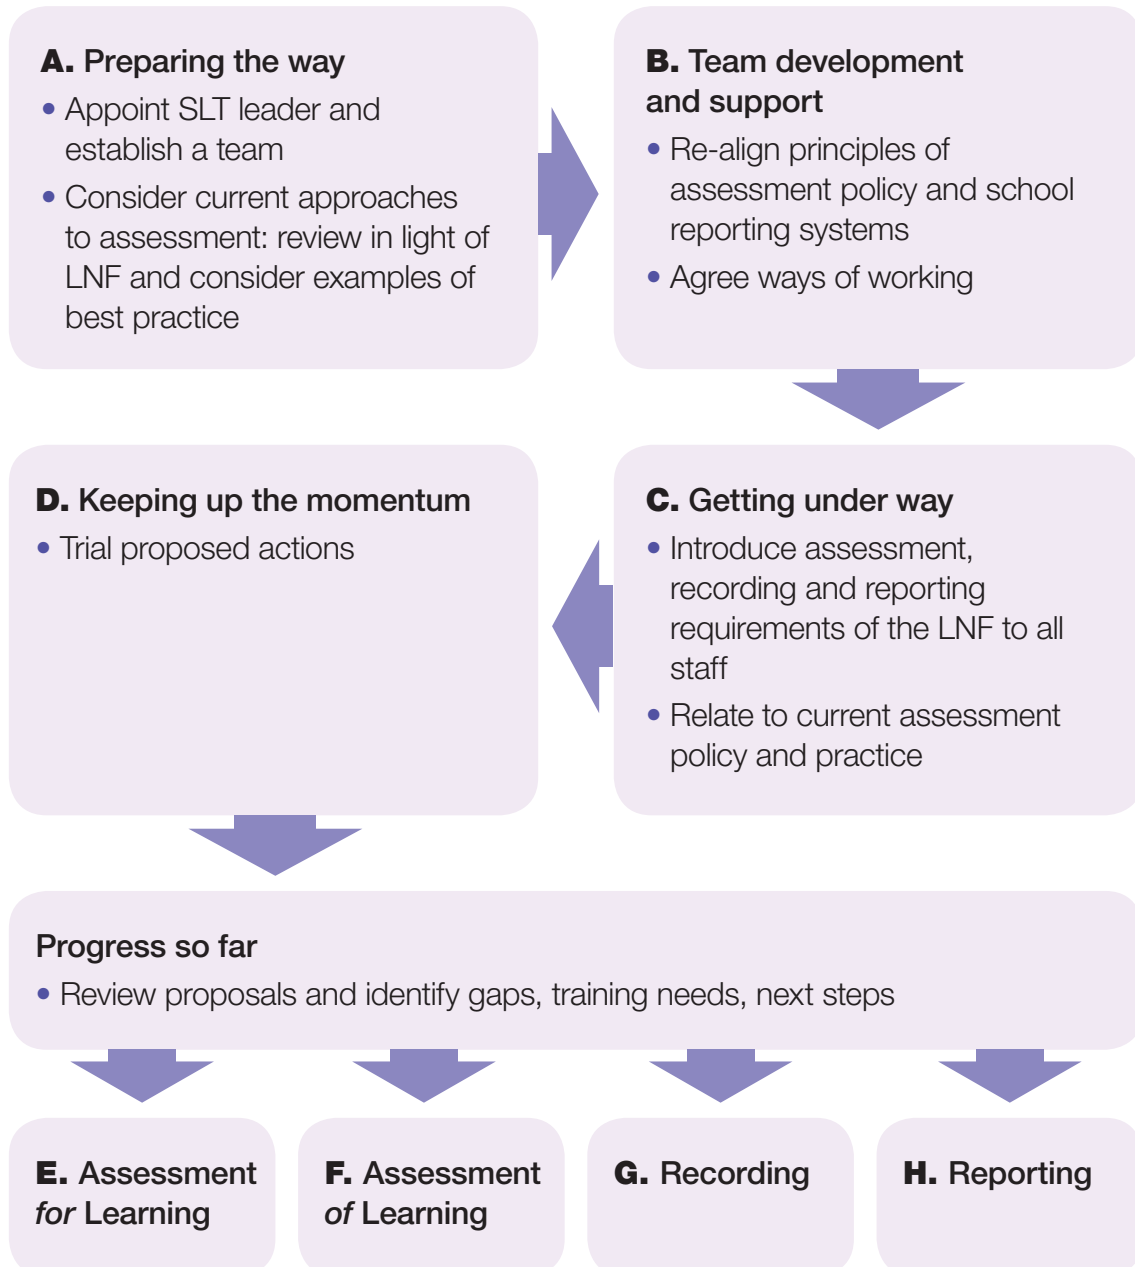 A. Preparing the way
• Appoint SLT leader and
establish a team
• Consider current approaches
to assessment: review in light of
LNF and consider examples of
best practice
B. Team development
and support
• Re-align principles of
assessment policy and school
reporting systems
• Agree ways of working
C. Getting under way
• Introduce assessment,
recording and reporting
requirements of the LNF to all
staff
• Relate to current assessment
policy and practice
D. Keeping up the momentum
• Trial proposed actions
Progress so far
• Review proposals and identify gaps, training needs, next steps
E. Assessment
for Learning
F. Assessment
of Learning
G. Recording
H. Reporting